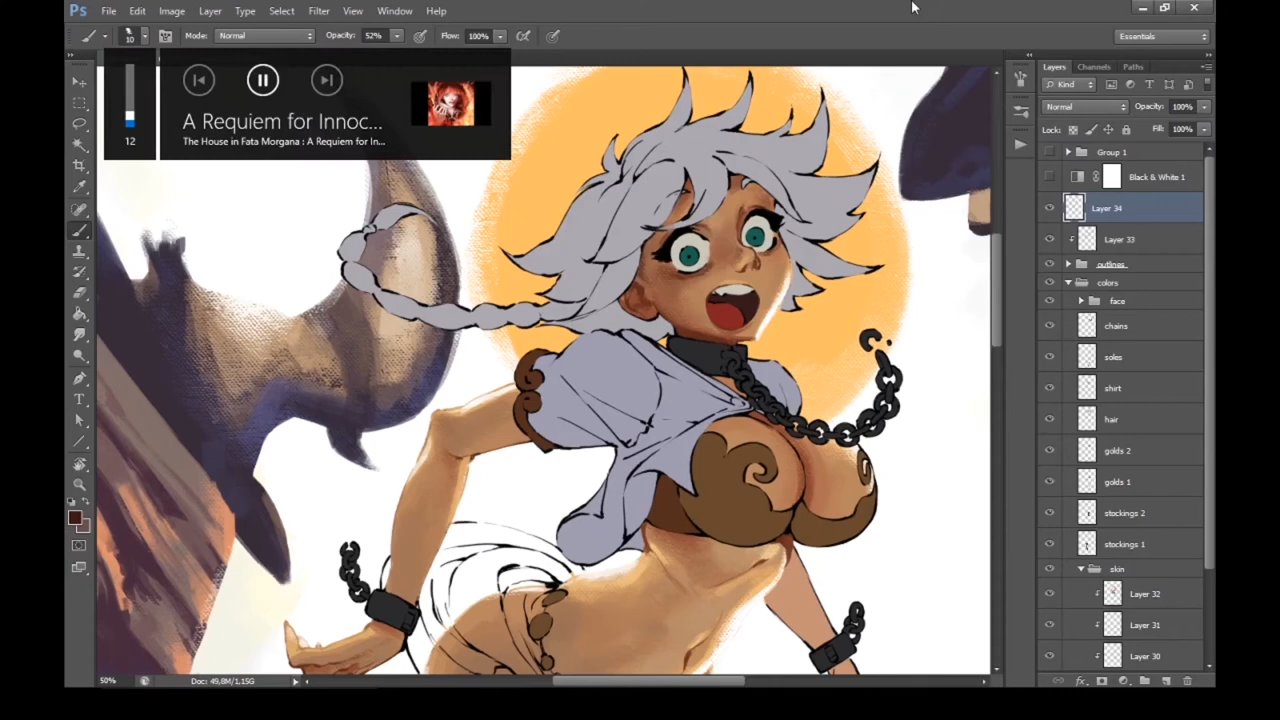 Ps File Edit Image Layer Type Select Filter View Window Help
10 Mode: Normal Opacity: 52% Flow: 100% Essentials
12
A Requiem for Innoc...
The House in Fata Morgana : A Requiem for In...
Layers Channels Paths
Kind
Normal Opacity: 100%
Lock: Fill: 100%
Group 1
Black & White 1
Layer 34
Layer 33
outlines
colors
face
chains
soles
shirt
hair
golds 2
golds 1
stockings 2
stockings 1
skin
Layer 32
Layer 31
Layer 30
50% Doc: 49,8M/1,15G